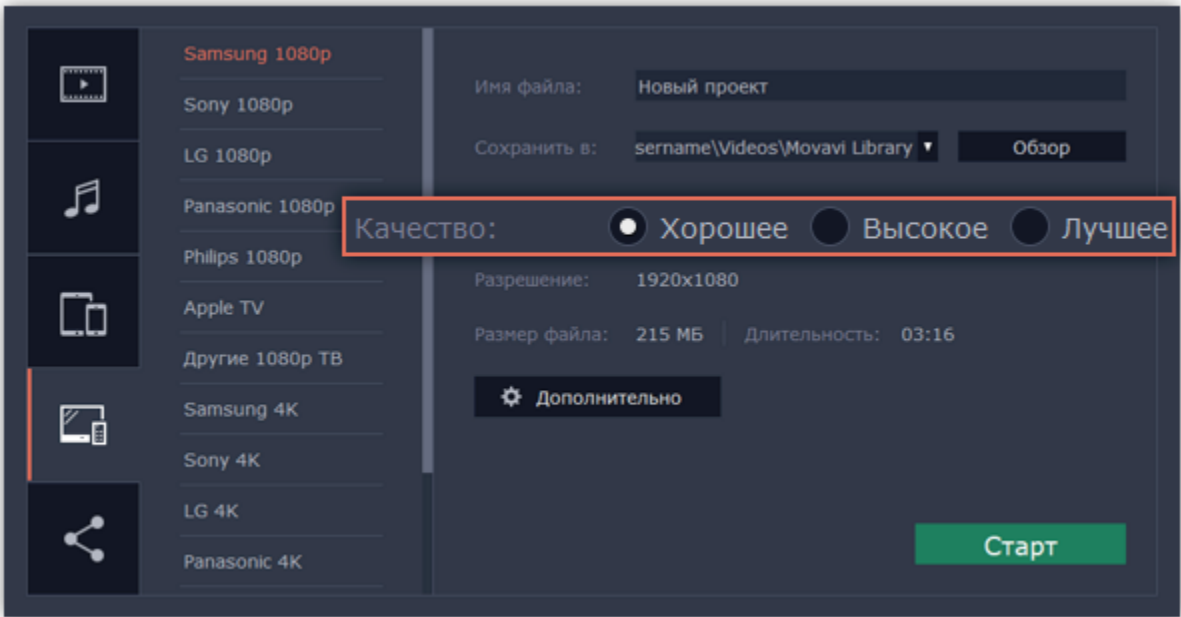 Samsung 1080p
Sony 1080p
LG 1080p
Panasonic 1080p
Philips 1080p
Apple TV
Другие 1080p ТВ
Samsung 4K
Sony 4K
LG 4K
Panasonic 4K
Имя файла: Новый проект
Сохранить в: sername\Videos\Movavi Library Обзор
Качество: Хорошее Высокое Лучшее
Разрешение: 1920x1080
Размер файла: 215 МБ Длительность: 03:16
Дополнительно
Старт